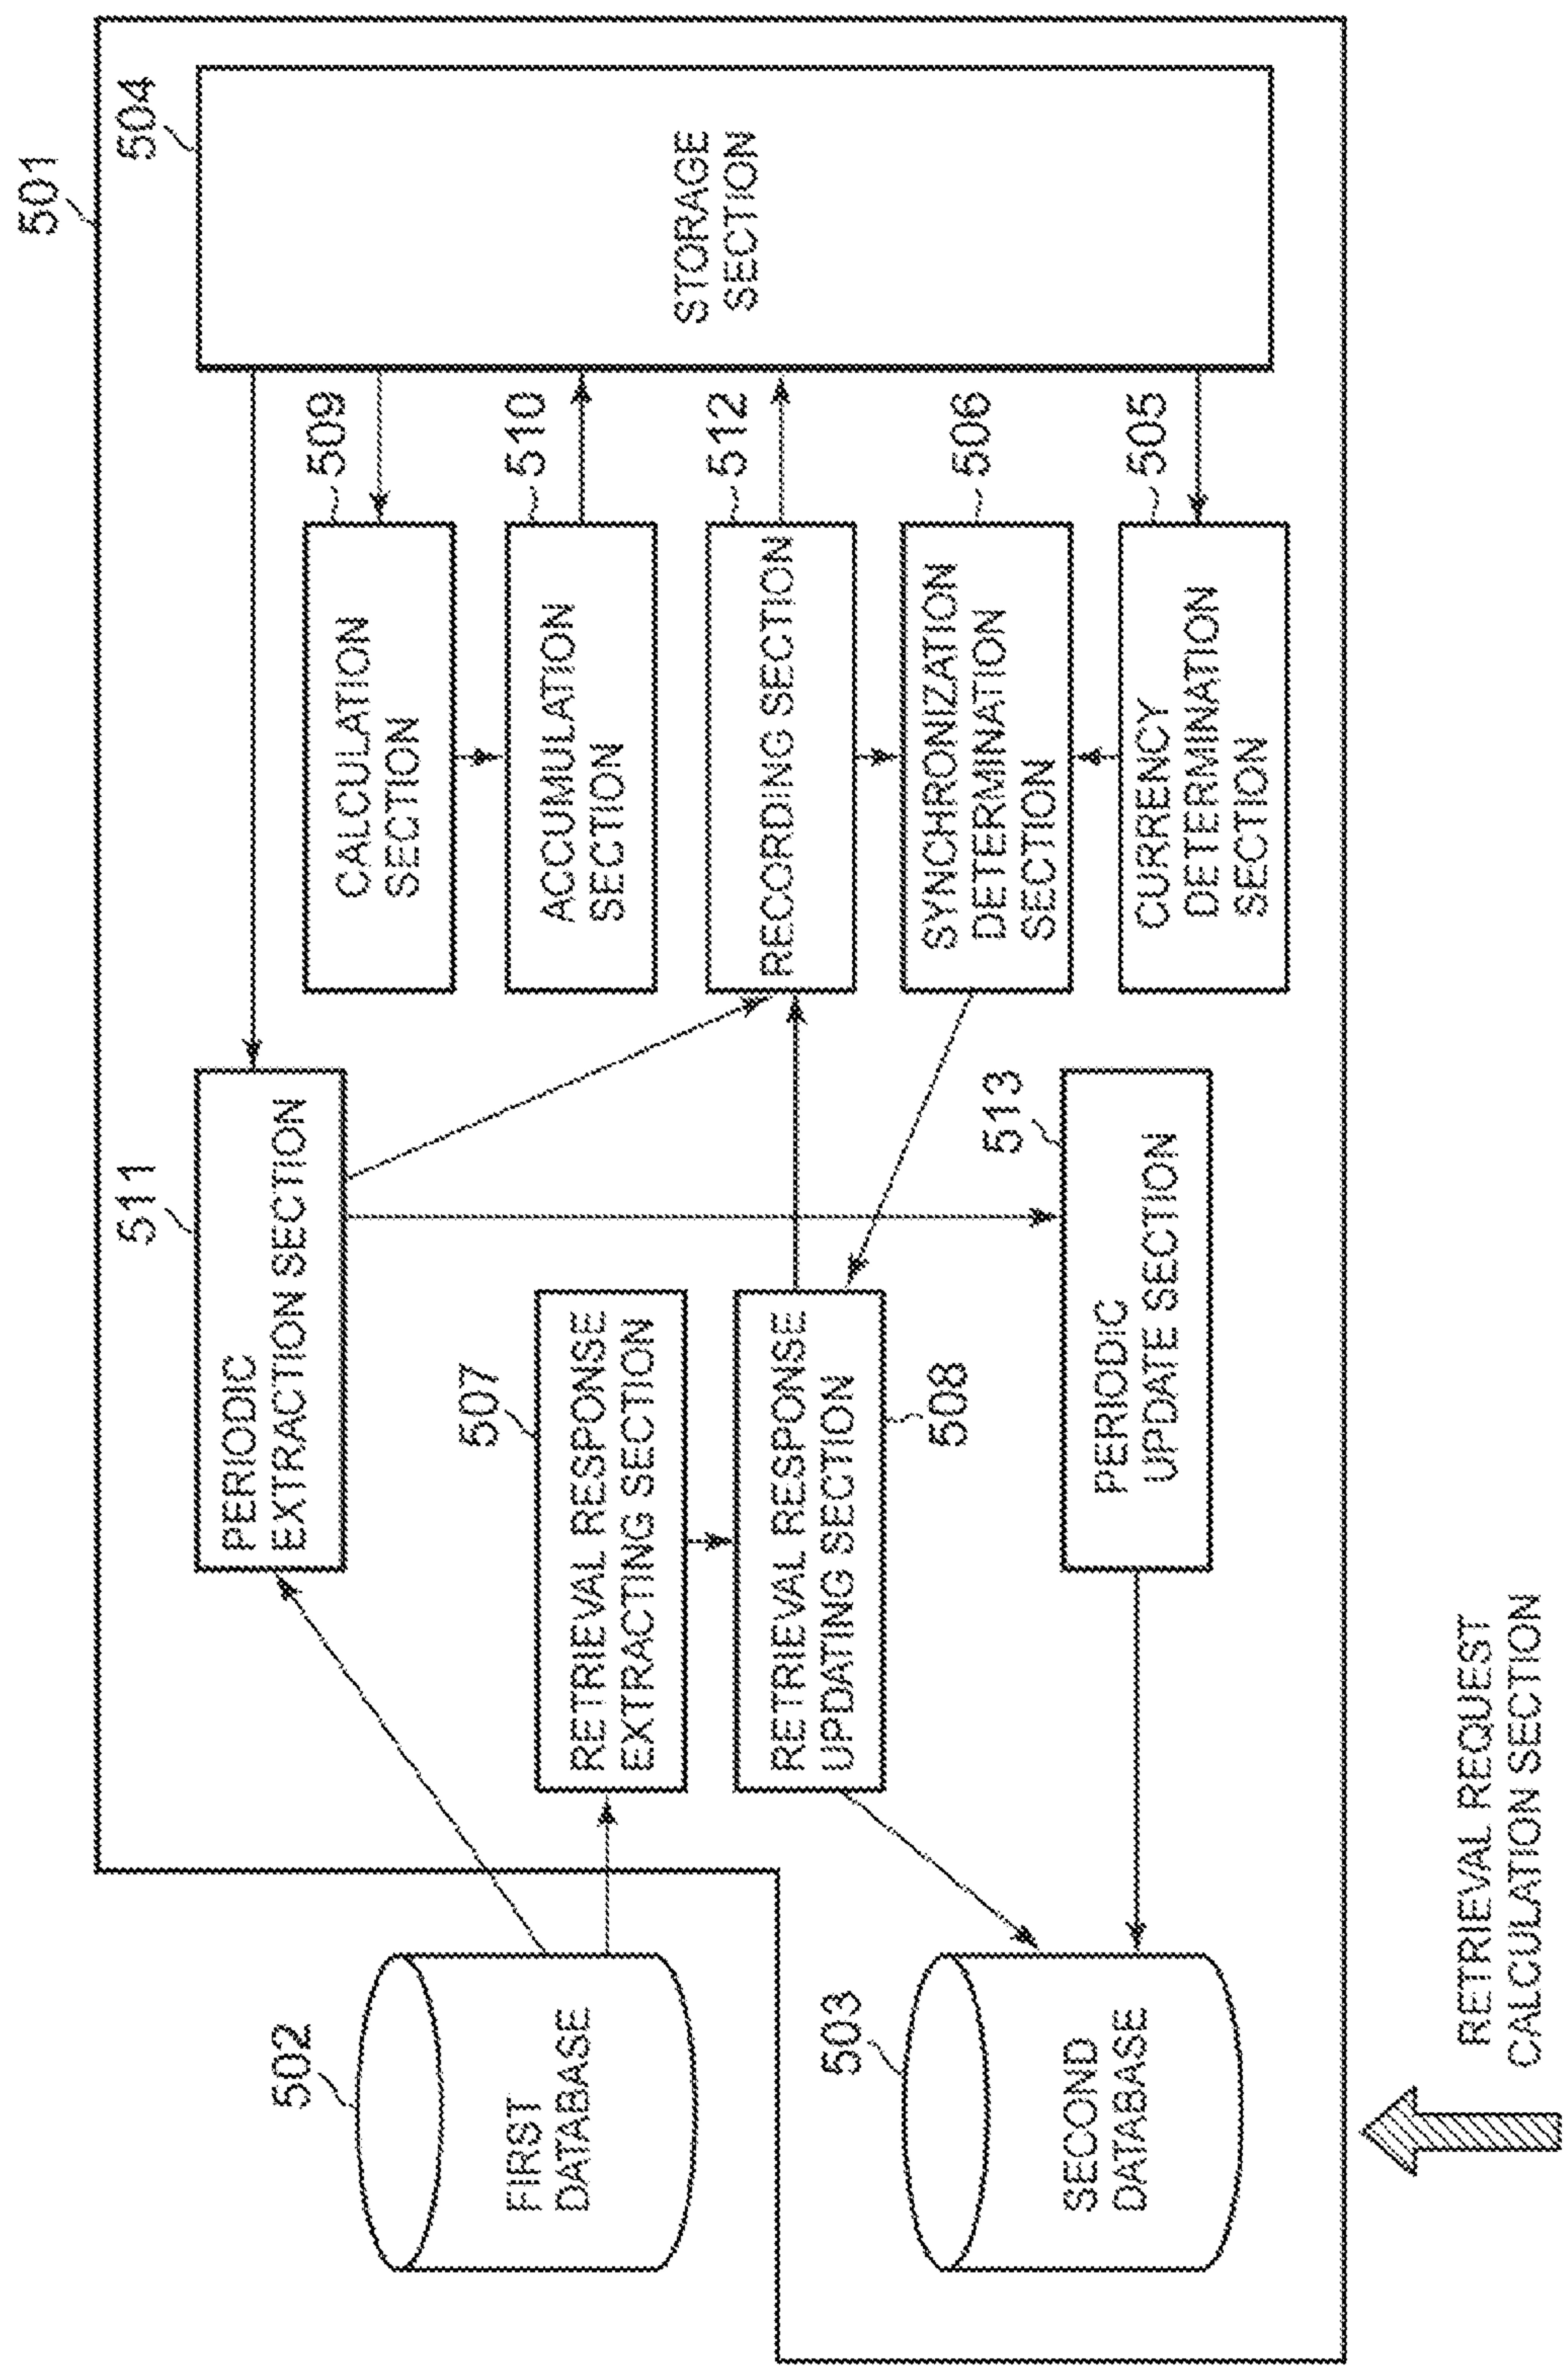 501
504
STORAGE
SECTION
509
CALCULATION
SECTION
510
ACCUMULATION
SECTION
512
RECORDING SECTION
506
SYNCHRONIZATION
DETERMINATION
SECTION
505
CURRENCY
DETERMINATION
SECTION
511
PERIODIC
EXTRACTION SECTION
507
RETRIEVAL RESPONSE
EXTRACTING SECTION
RETRIEVAL RESPONSE
UPDATING SECTION
508
513
PERIODIC
UPDATE SECTION
502
FIRST
DATABASE
503
SECOND
DATABASE
RETRIEVAL REQUEST
CALCULATION SECTION